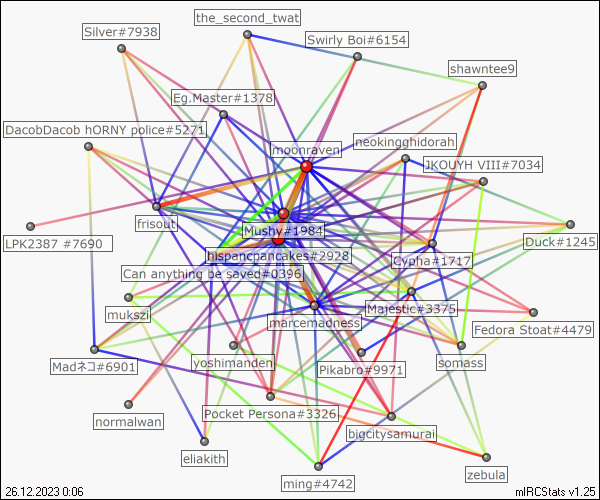 the_second_twat
Silver#7938
Swirly Boi#6154
shawntee9
Eg.Master#1378
DacobDacob hORNY police#5271
neokingghidorah
moonraven
JKOUYH VIII#7034
frisout
Mushy#1984
LPK2387 #7690
Duck#1245
hispancpancakes#2928
Cypha#1717
Can anything be saved#0396
mukszi
Majestic#3375
marcemadness
Fedora Stoat#4479
Madネコ#6901
yoshimanden
Pikabro#9971
somass
normalwan
Pocket Persona#3326
bigcitysamurai
eliakith
zebula
ming#4742
26.12.2023 0:06
mIRCStats v1.25